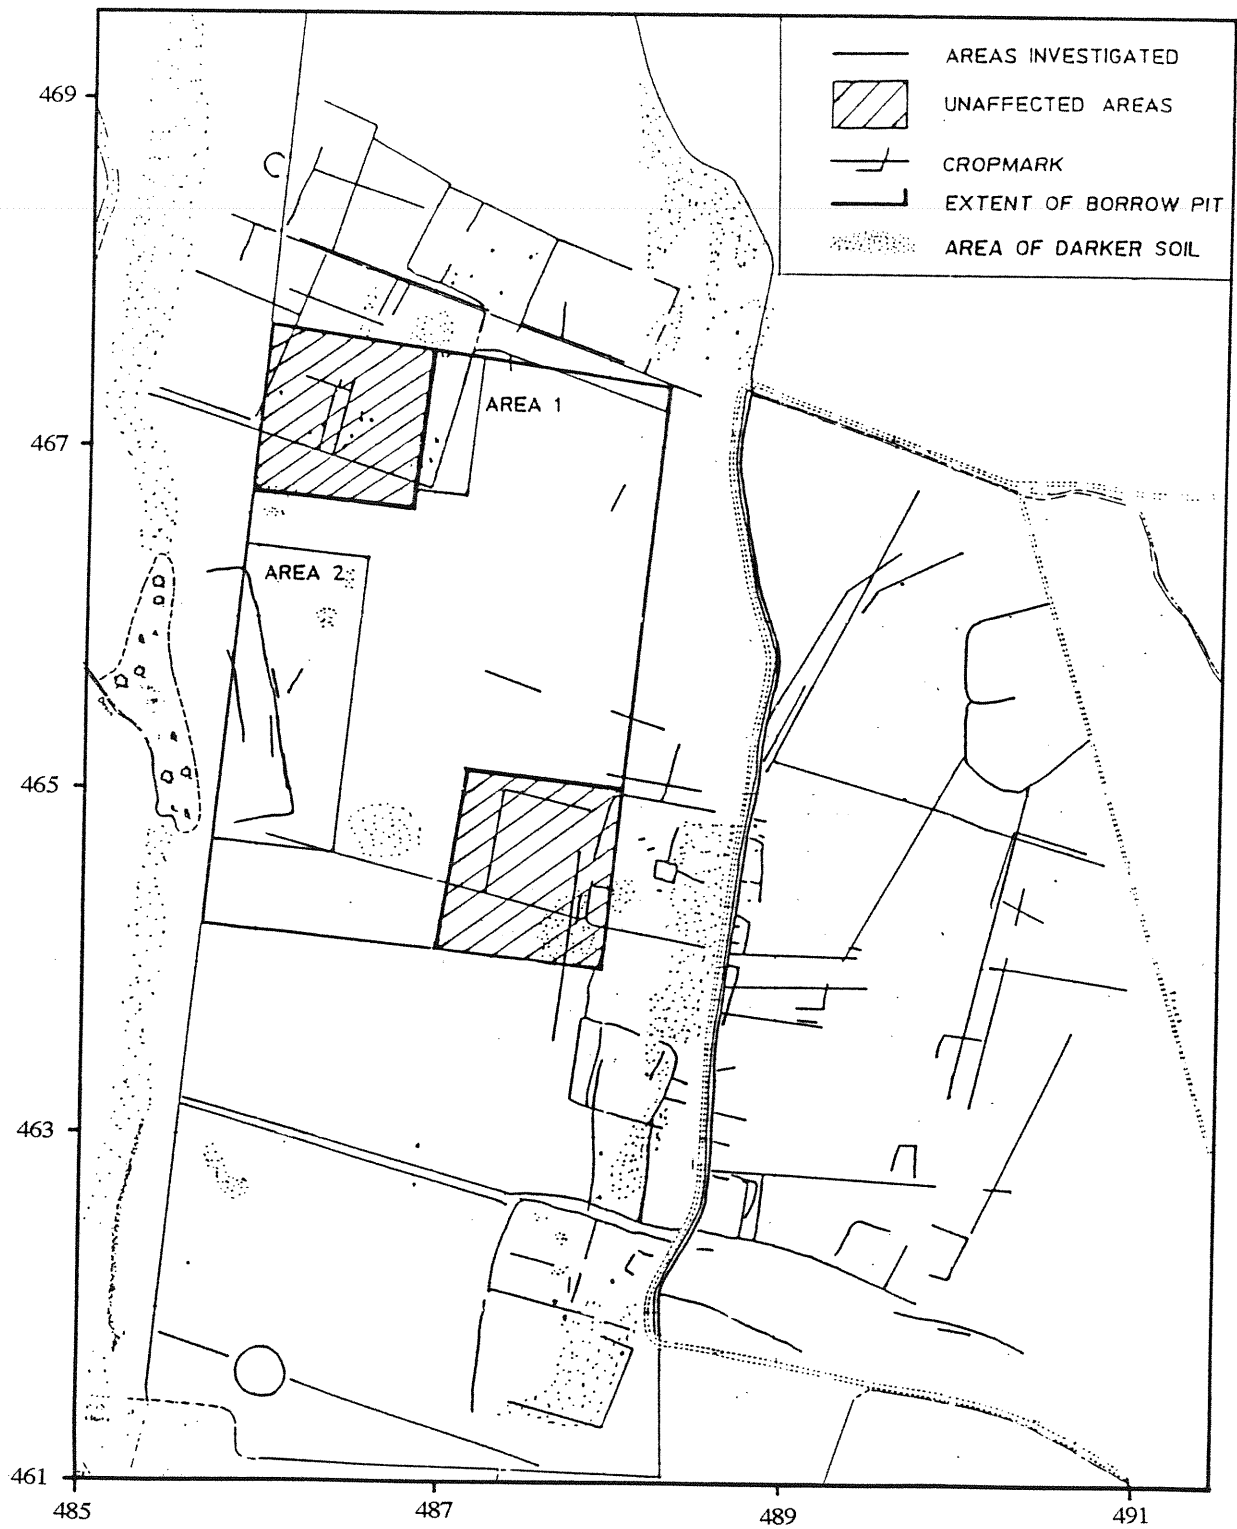 AREAS INVESTIGATED
UNAFFECTED AREAS
CROPMARK
EXTENT OF BORROW PIT
AREA OF DARKER SOIL
469
AREA 1
467
AREA 2
465
463
461
485
487
489
491